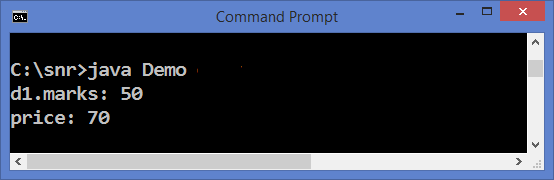 Command Prompt
C:\snr>java Demo
d1.marks: 50
price: 70